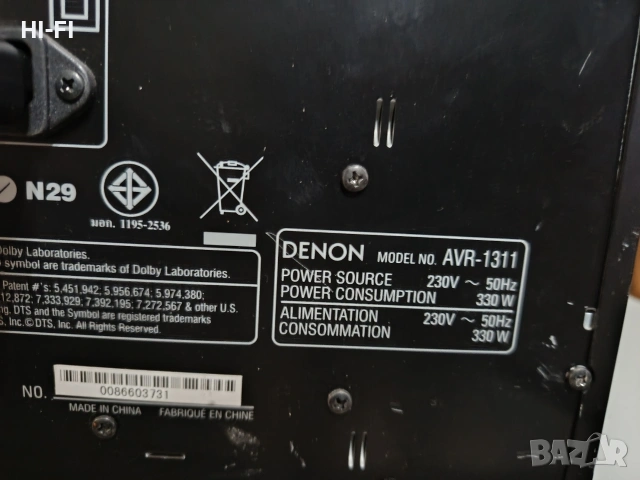 HI-FI
N29
มอก. 1195-2536
Dolby Laboratories.
symbol are trademarks of Dolby Laboratories.
Patent #'s: 5,451,942; 5,956,674; 5,974,380;
7,333,929; 7,392,195; 7,272,567 & other U.S.
DTS and the Symbol are registered trademarks
Inc. © DTS, Inc. All Rights Reserved.
DENON MODEL NO. AVR-1311
POWER SOURCE 230V ~ 50Hz
POWER CONSUMPTION 330 W
ALIMENTATION 230V ~ 50Hz
CONSOMMATION 330 W
NO. 0086603731
MADE IN CHINA FABRIQUÉ EN CHINE
BAZAR